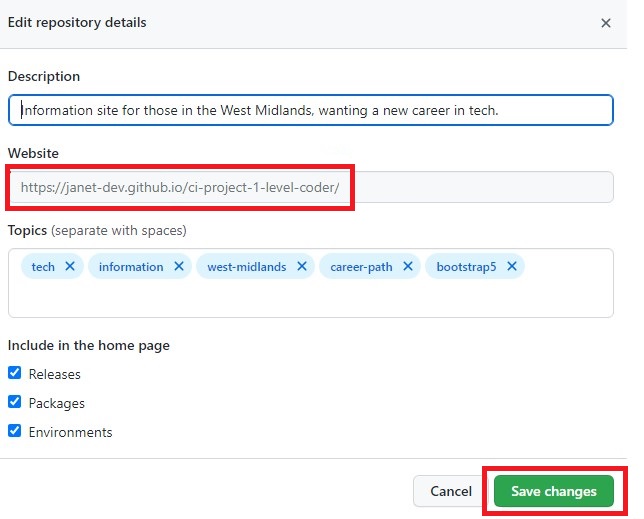 Edit repository details
Description
Information site for those in the West Midlands, wanting a new career in tech.
Website
https://janet-dev.github.io/ci-project-1-level-coder/
Topics (separate with spaces)
tech information west-midlands career-path bootstrap5
Include in the home page
Releases
Packages
Environments
Cancel Save changes